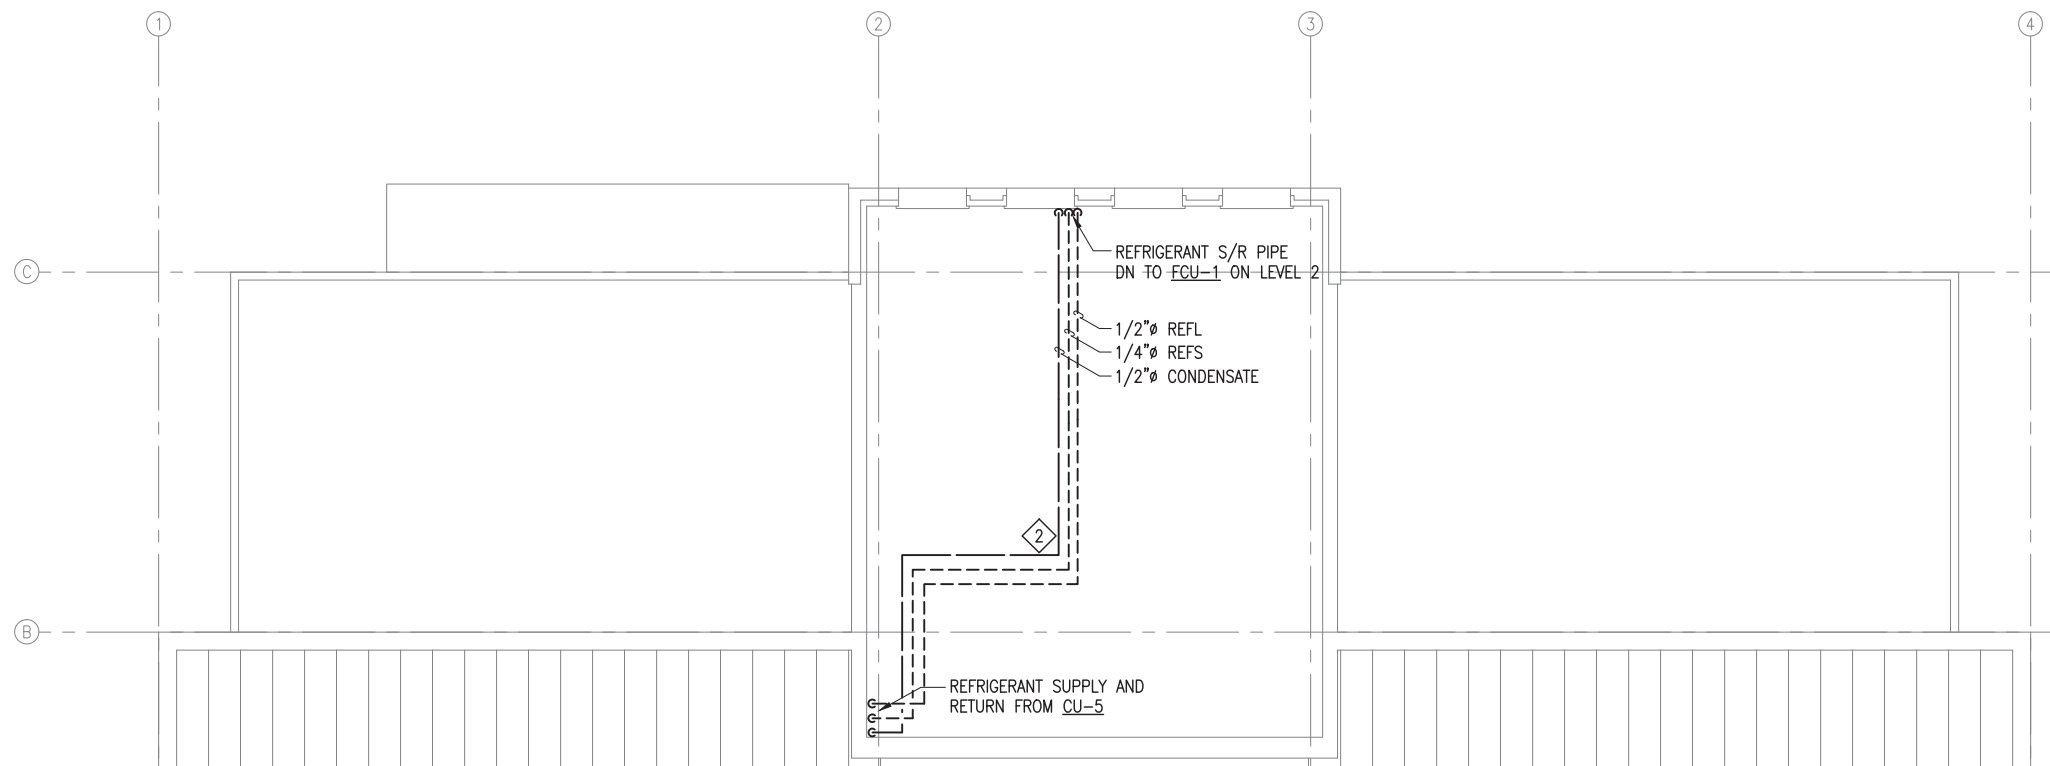 1
2
3
4
C
REFRIGERANT S/R PIPE
DN TO FCU-1 ON LEVEL 2
1/2"ø REFL
1/4"ø REFS
1/2"ø CONDENSATE
2
B
REFRIGERANT SUPPLY AND
RETURN FROM CU-5